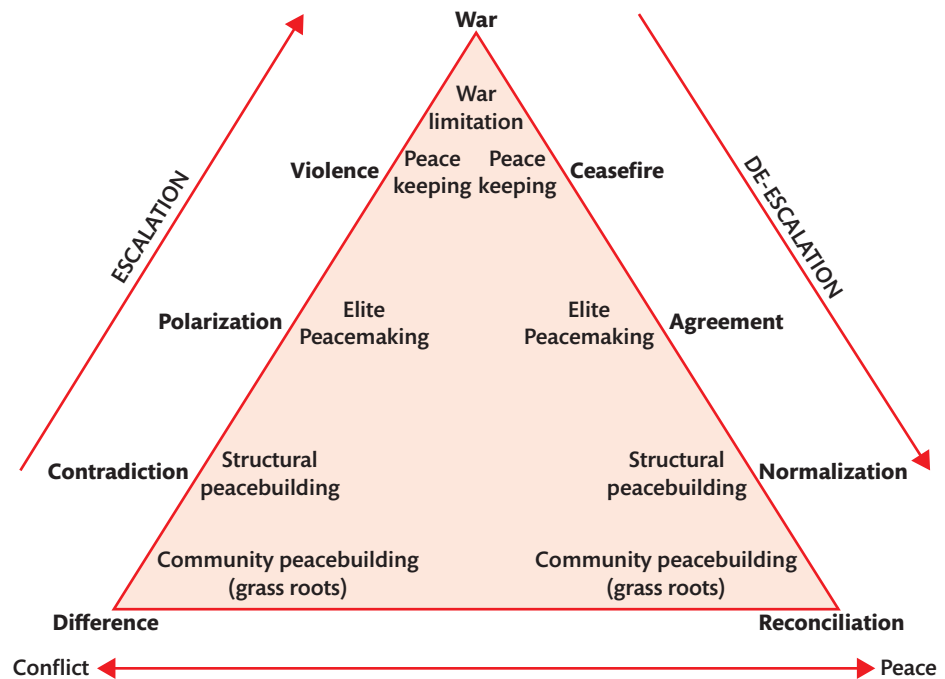 War
War
limitation
ESCALATION
DE-ESCALATION
Violence
Peace
keeping
Peace
keeping
Ceasefire
Polarization
Elite
Peacemaking
Elite
Peacemaking
Agreement
Contradiction
Structural
peacebuilding
Structural
peacebuilding
Normalization
Community peacebuilding
(grass roots)
Community peacebuilding
(grass roots)
Difference
Reconciliation
Conflict
Peace